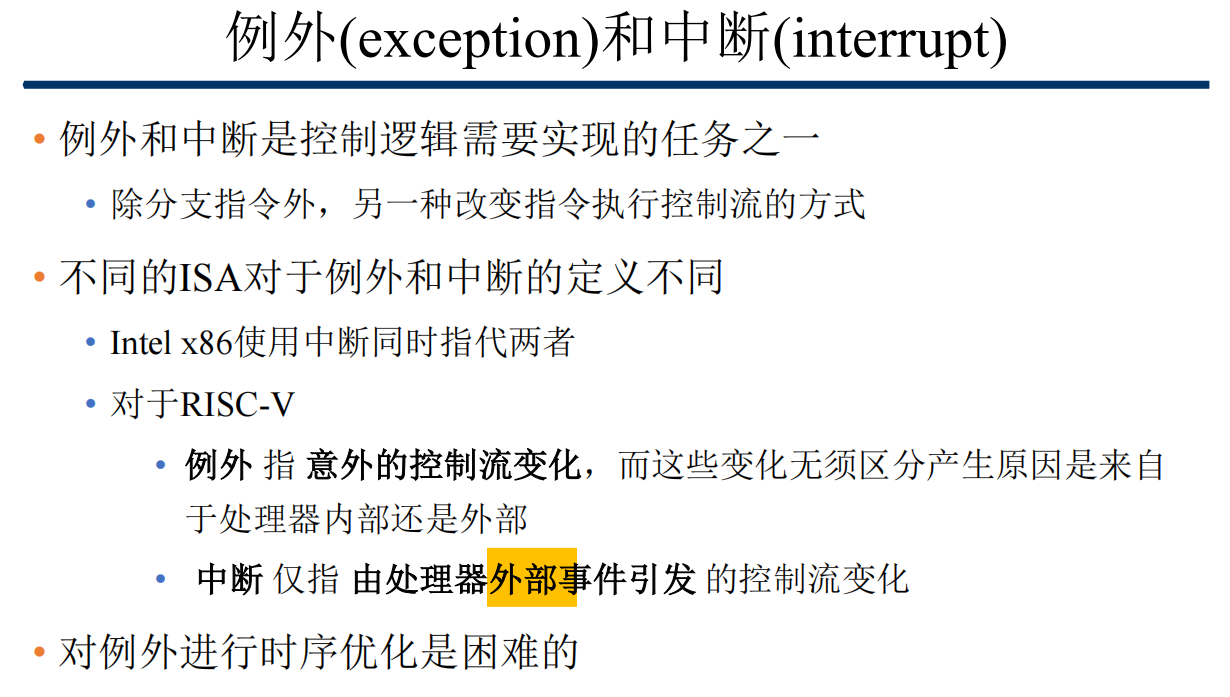 例外(exception)和中断(interrupt)
• 例外和中断是控制逻辑需要实现的任务之一
• 除分支指令外，另一种改变指令执行控制流的方式
• 不同的ISA对于例外和中断的定义不同
• Intel x86使用中断同时指代两者
• 对于RISC-V
• 例外 指 意外的控制流变化，而这些变化无须区分产生原因是来自
于处理器内部还是外部
• 中断 仅指 由处理器外部事件引发 的控制流变化
• 对例外进行时序优化是困难的